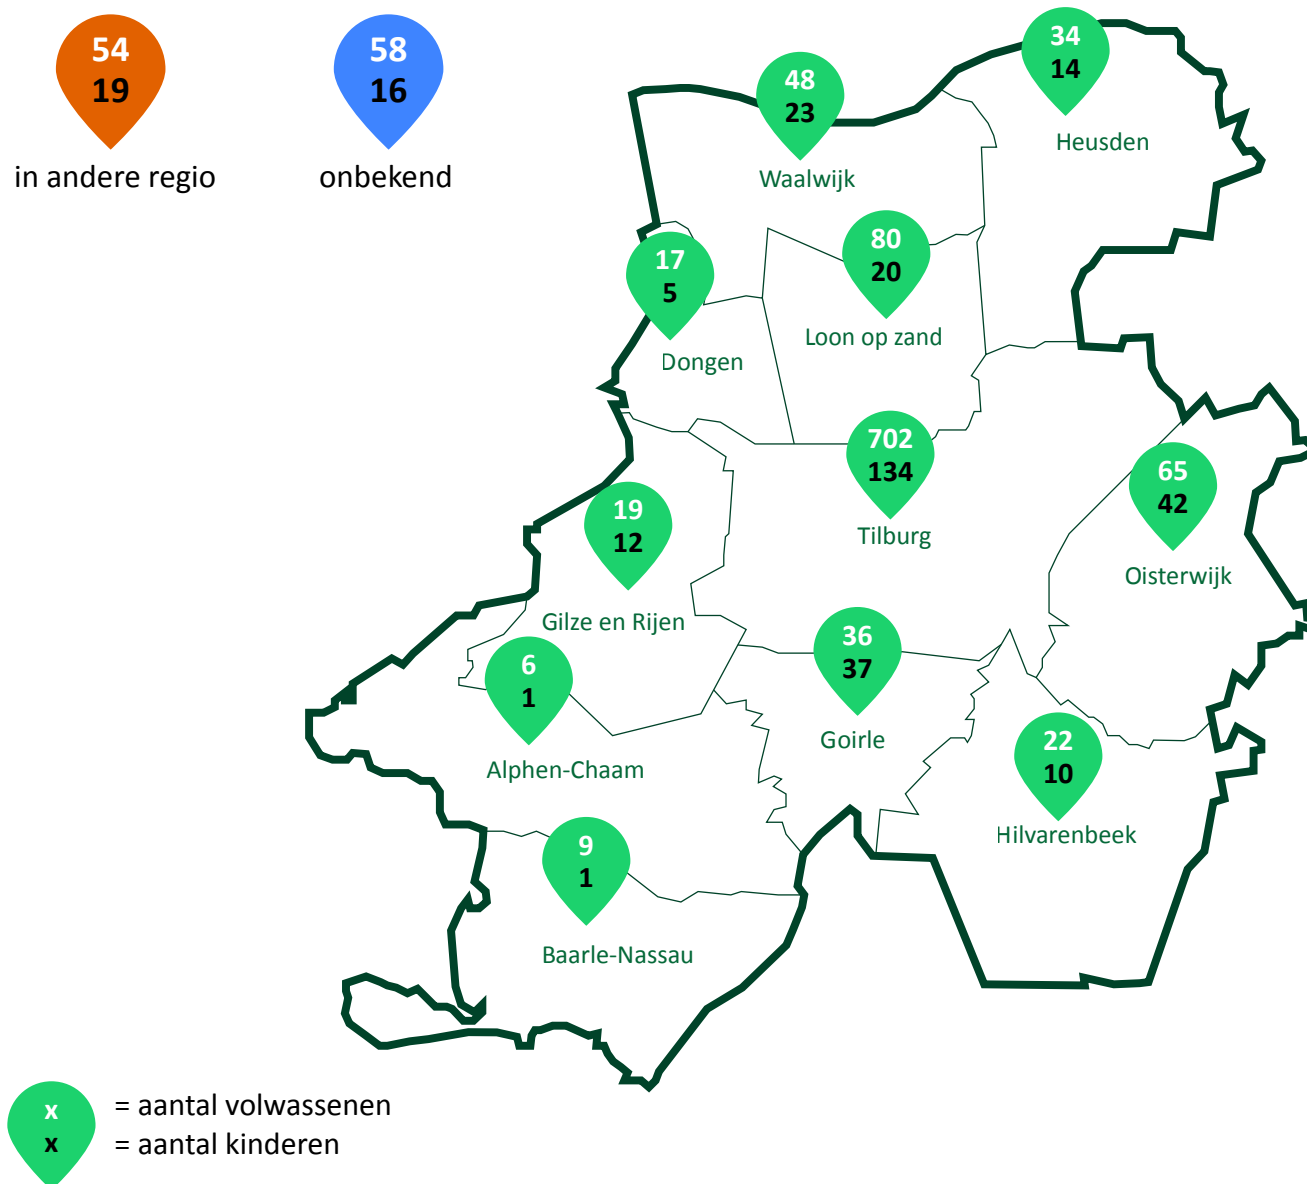 54
19
in andere regio
58
16
onbekend
34
14
Heusden
48
23
Waalwijk
80
20
Loon op zand
17
5
Dongen
702
134
Tilburg
65
42
Oisterwijk
19
12
Gilze en Rijen
36
37
Goirle
6
1
Alphen-Chaam
22
10
Hilvarenbeek
9
1
Baarle-Nassau
x = aantal volwassenen
x = aantal kinderen